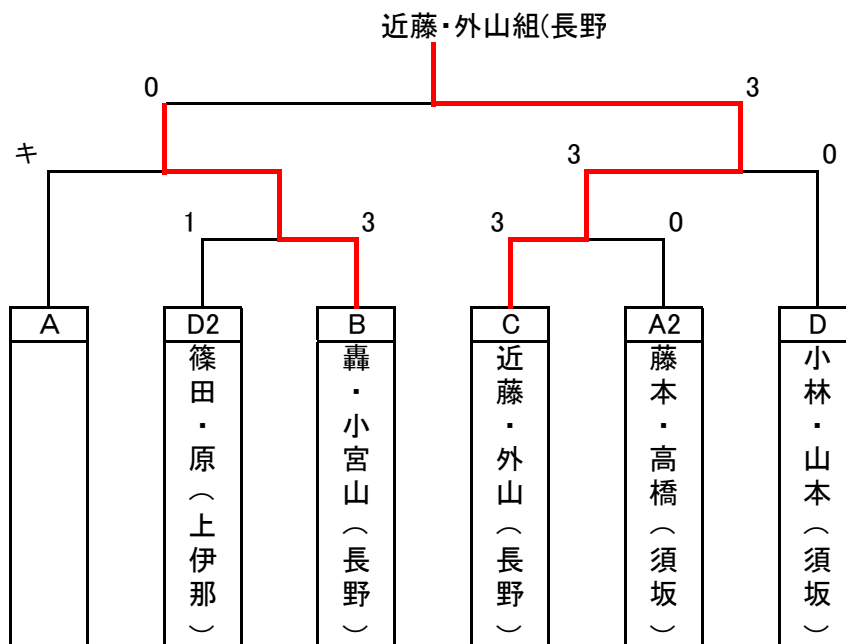 近藤・外山組(長野
0 3
キ 3 0
1 3 3 0
A D2 B C A2 D
篠田・原(上伊那)
轟・小宮山(長野)
近藤・外山(長野)
藤本・高橋(須坂)
小林・山本(須坂)